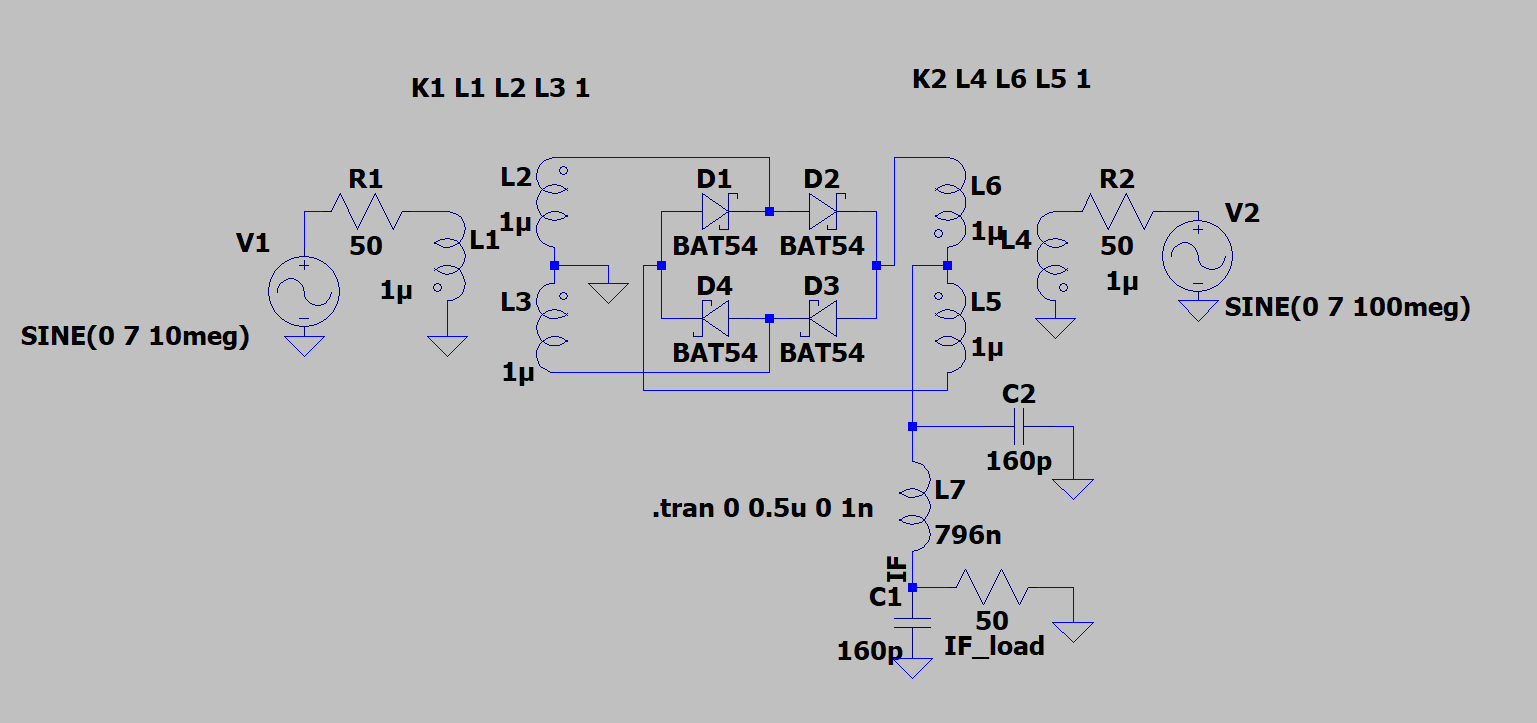 K1 L1 L2 L3 1
K2 L4 L6 L5 1
R1
50
V1
SINE(0 7 10meg)
L1
1µ
L2
1µ
L3
1µ
D1
BAT54
D2
BAT54
D4
BAT54
D3
BAT54
L6
1µ
L5
1µ
L4
1µ
R2
50
V2
SINE(0 7 100meg)
C2
160p
.tran 0 0.5u 0 1n
L7
796n
IF
C1
160p
50
IF_load
+
−
+
−